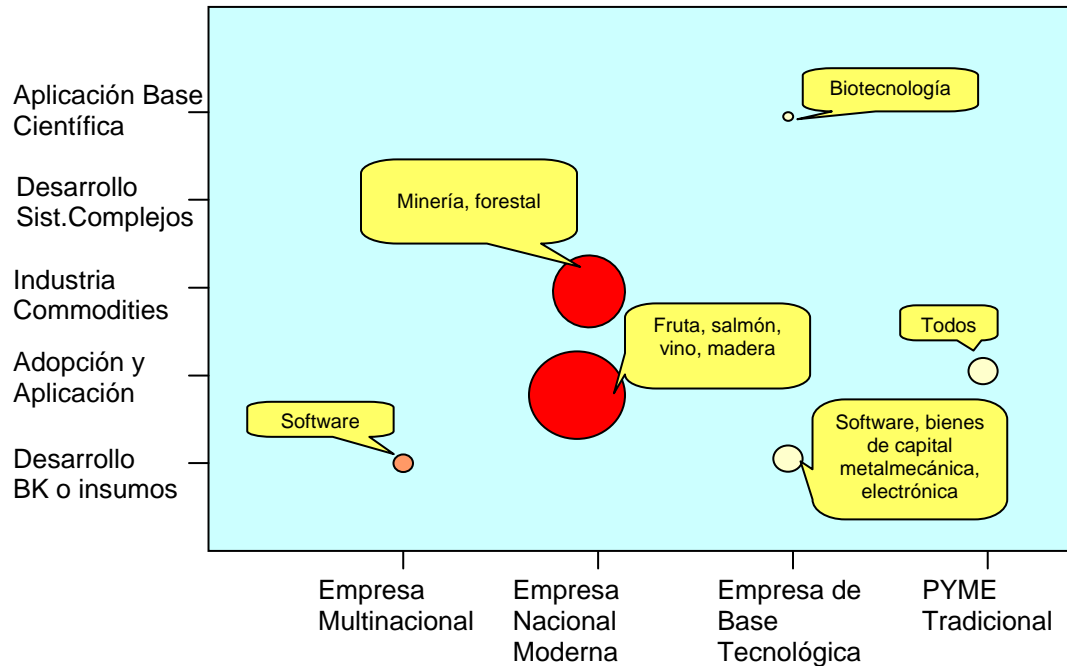 Aplicación Base
Científica
Desarrollo
Sist.Complejos
Industria
Commodities
Adopción y
Aplicación
Desarrollo
BK o insumos
Biotecnología
Minería, forestal
Fruta, salmón,
vino, madera
Todos
Software
Software, bienes
de capital
metalmecánica,
electrónica
Empresa
Multinacional
Empresa
Nacional
Moderna
Empresa de
Base
Tecnológica
PYME
Tradicional